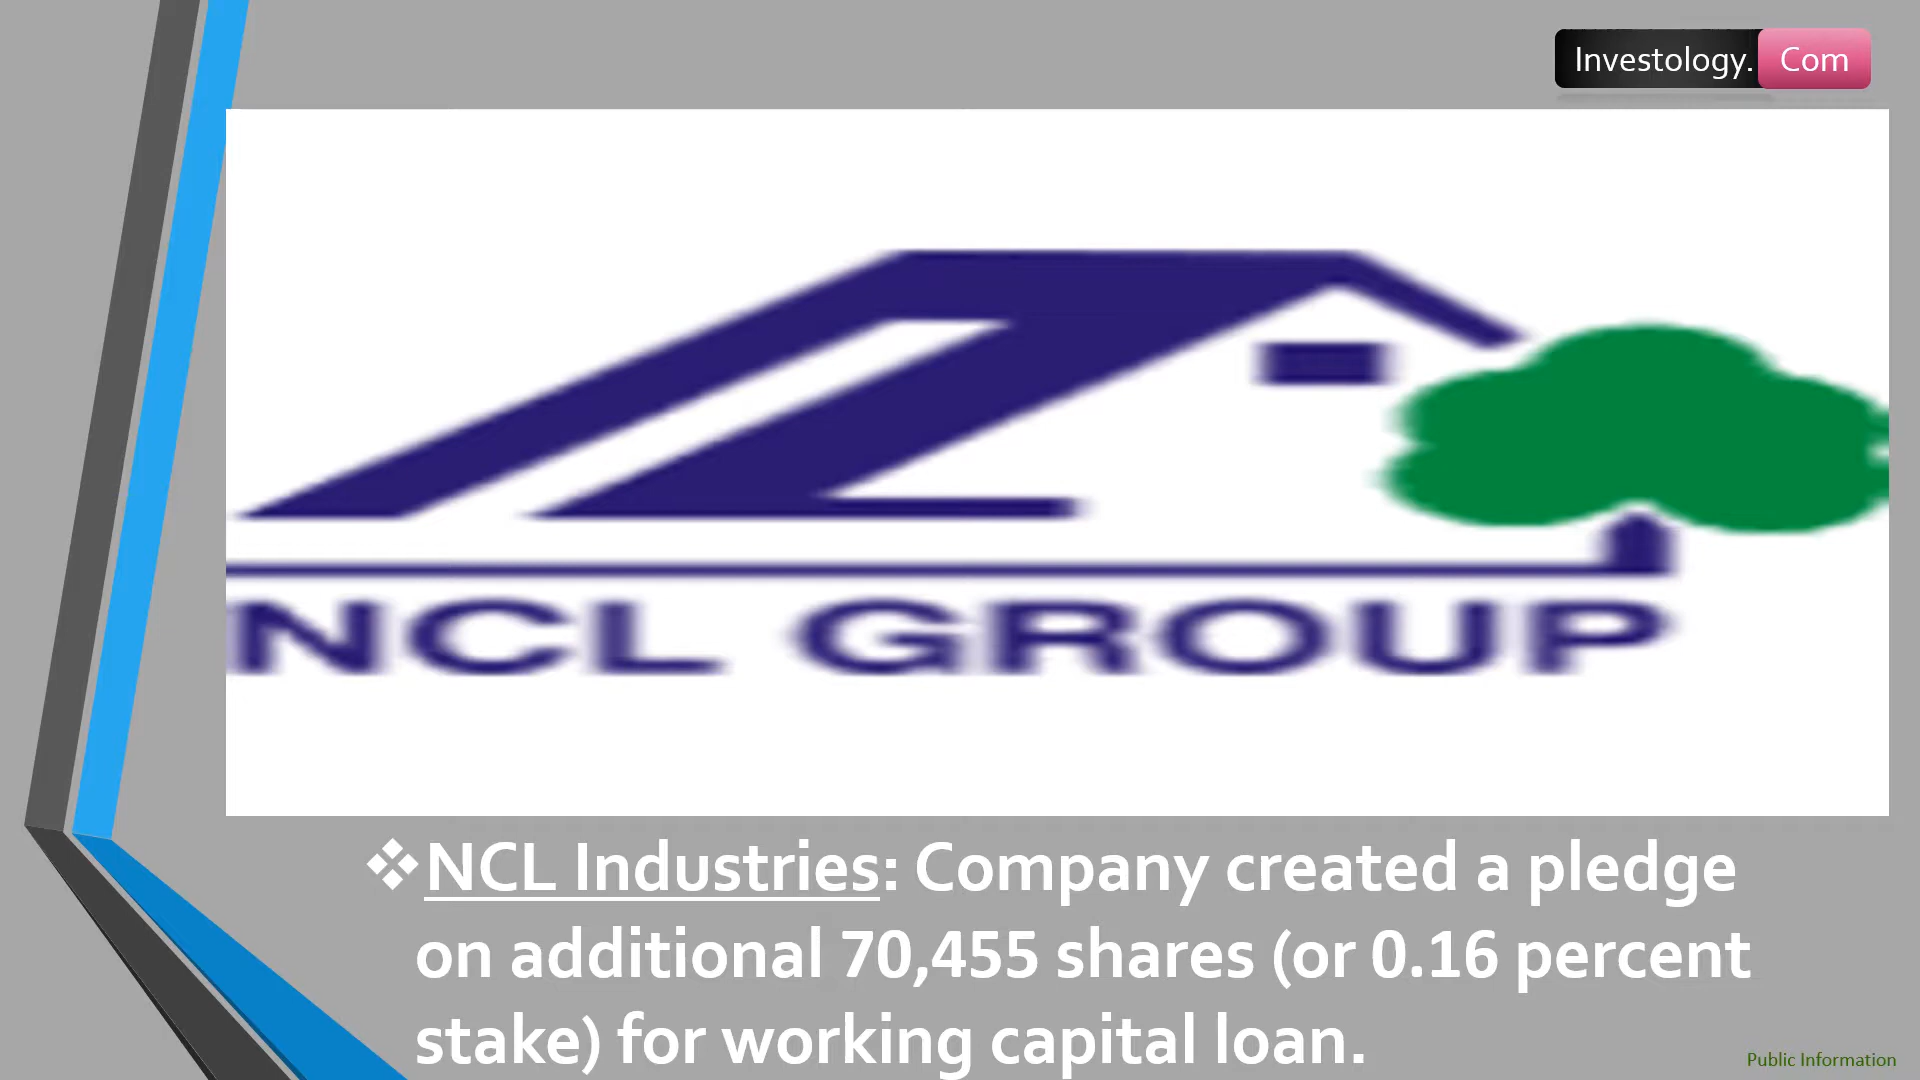 Investology. Com
NCL GROUP
❖NCL Industries: Company created a pledge
on additional 70,455 shares (or 0.16 percent
stake) for working capital loan.
Public Information